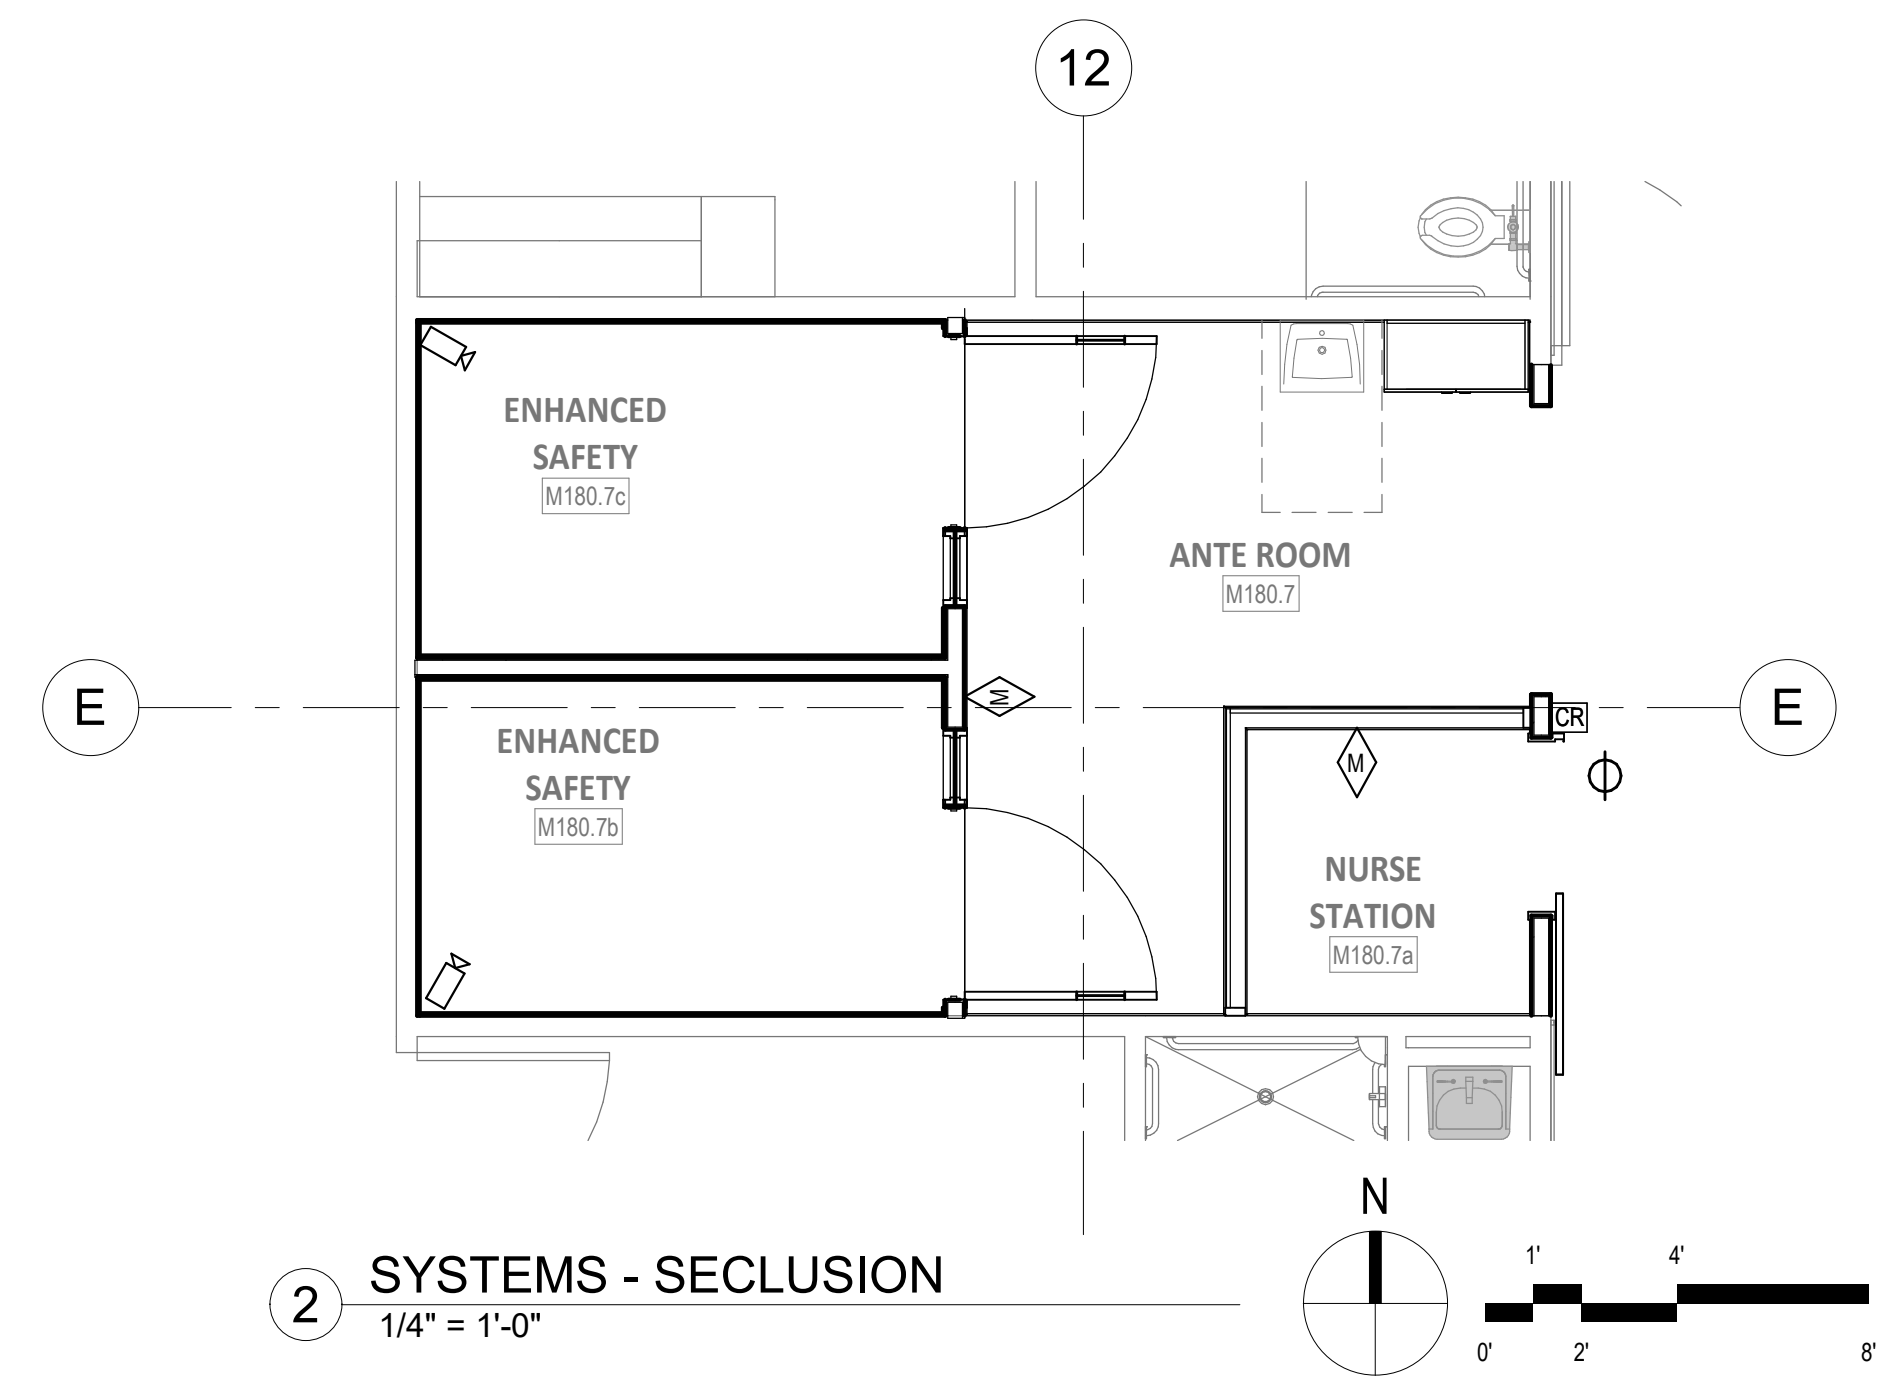 12
ENHANCED
SAFETY
M180.7c
ANTE ROOM
M180.7
E
M
CR
E
ENHANCED
SAFETY
M180.7b
M
NURSE
STATION
M180.7a
N
2
SYSTEMS - SECLUSION
1/4" = 1'-0"
1' 4'
0' 2' 8'